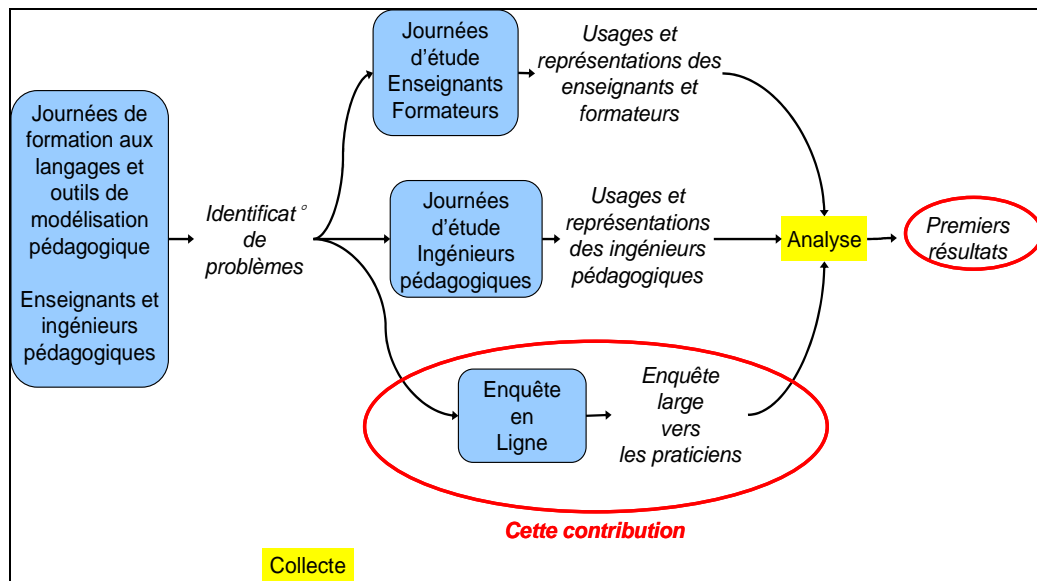 Journées de
formation aux
langages et
outils de
modélisation
pédagogique
Enseignants et
ingénieurs
pédagogiques
Identificat°
de
problèmes
Journées
d'étude
Enseignants
Formateurs
Usages et
représentations des
enseignants et
formateurs
Journées
d'étude
Ingénieurs
pédagogiques
Usages et
représentations
des ingénieurs
pédagogiques
Enquête
en
Ligne
Enquête
large
vers
les praticiens
Analyse
Premiers
résultats
Cette contribution
Collecte